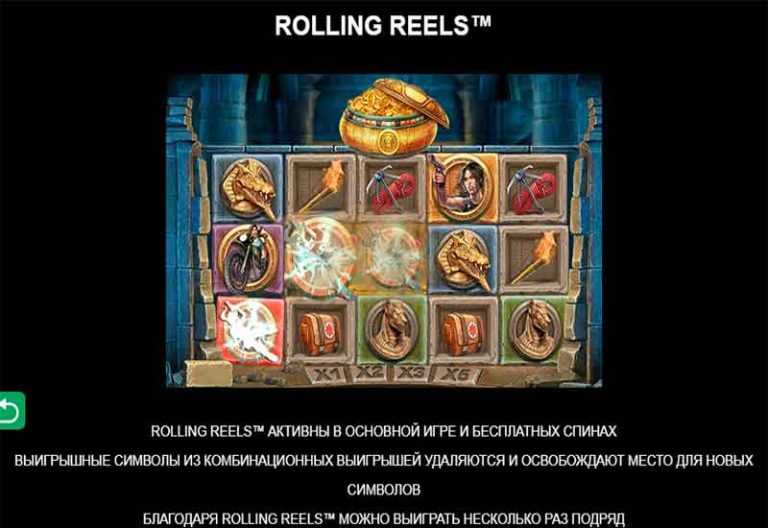 ROLLING REELS™
X1 X2 X3 X5
ROLLING REELS™ АКТИВНЫ В ОСНОВНОЙ ИГРЕ И БЕСПЛАТНЫХ СПИНАХ
ВЫИГРЫШНЫЕ СИМВОЛЫ ИЗ КОМБИНАЦИОННЫХ ВЫИГРЫШЕЙ УДАЛЯЮТСЯ И ОСВОБОЖДАЮТ МЕСТО ДЛЯ НОВЫХ
СИМВОЛОВ
БЛАГОДАРЯ ROLLING REELS™ МОЖНО ВЫИГРАТЬ НЕСКОЛЬКО РАЗ ПОДРЯД